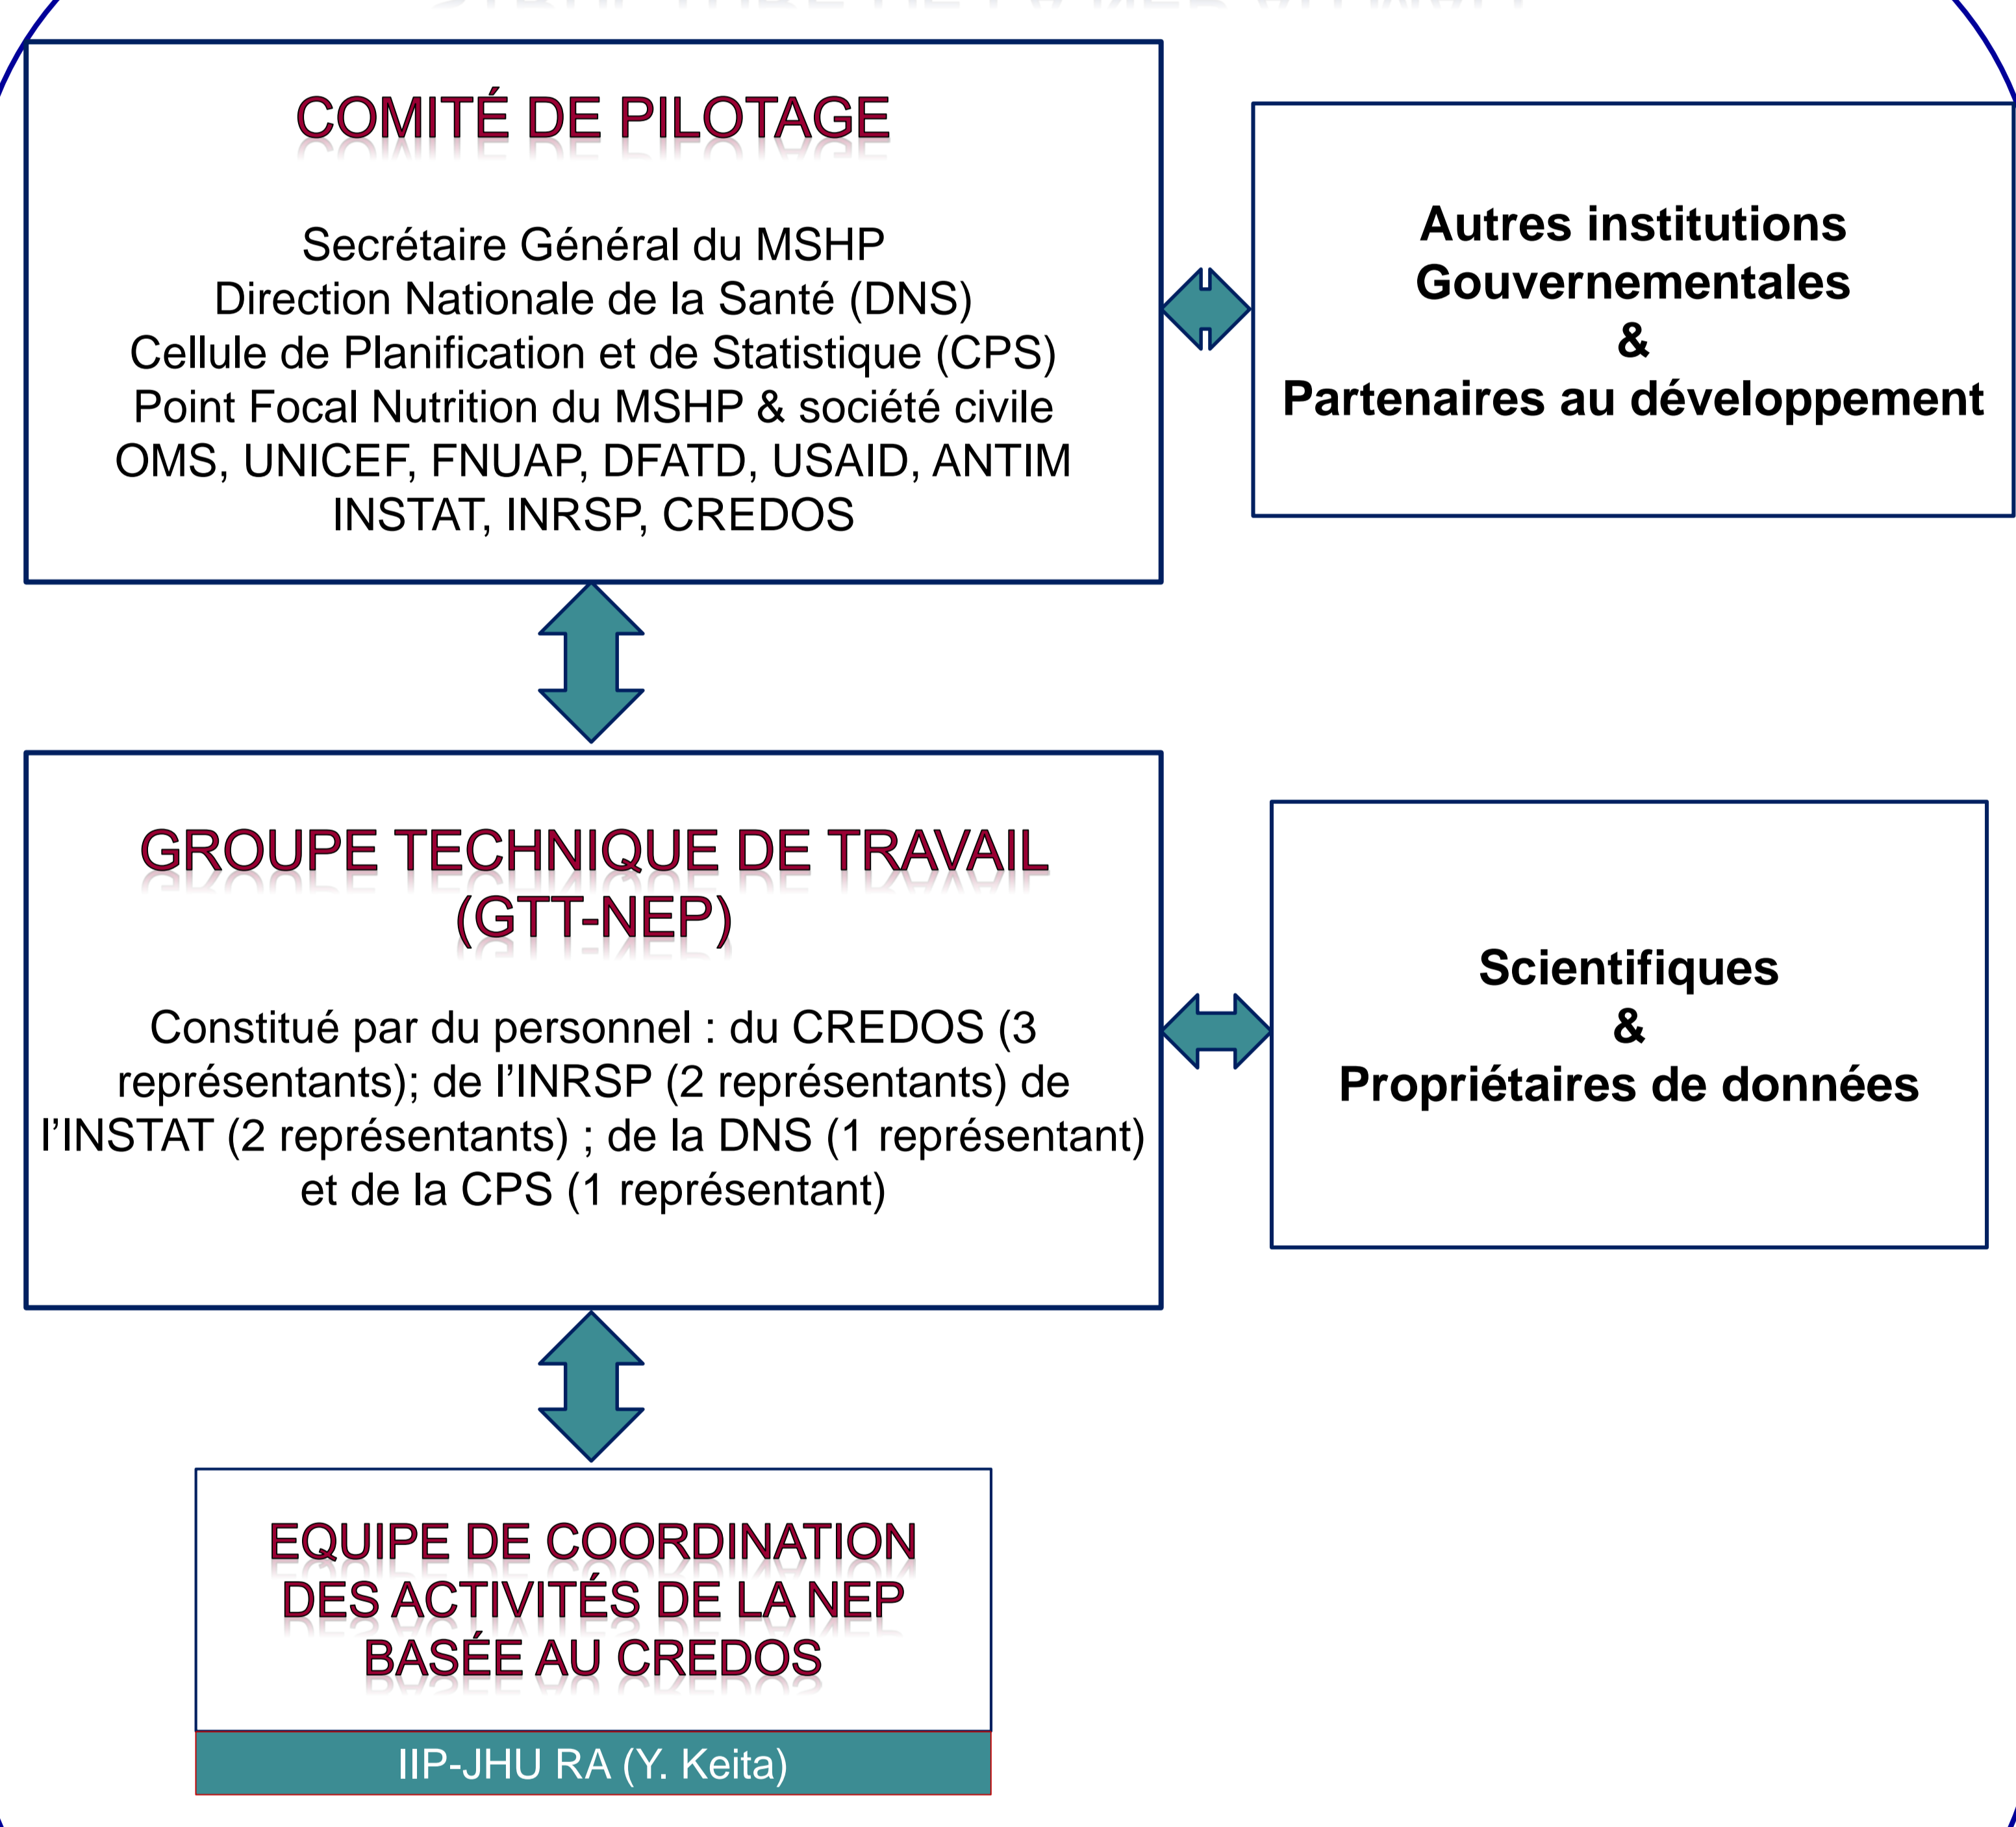 COMITÉ DE PILOTAGE
Secrétaire Général du MSHP
Direction Nationale de la Santé (DNS)
Cellule de Planification et de Statistique (CPS)
Point Focal Nutrition du MSHP & société civile
OMS, UNICEF, FNUAP, DFATD, USAID, ANTIM
INSTAT, INRSP, CREDOS
Autres institutions
Gouvernementales
&
Partenaires au développement
GROUPE TECHNIQUE DE TRAVAIL
(GTT-NEP)
Constitué par du personnel : du CREDOS (3
représentants); de l’INRSP (2 représentants) de
l’INSTAT (2 représentants) ; de la DNS (1 représentant)
et de la CPS (1 représentant)
Scientifiques
&
Propriétaires de données
EQUIPE DE COORDINATION
DES ACTIVITÉS DE LA NEP
BASÉE AU CREDOS
IIP-JHU RA (Y. Keita)